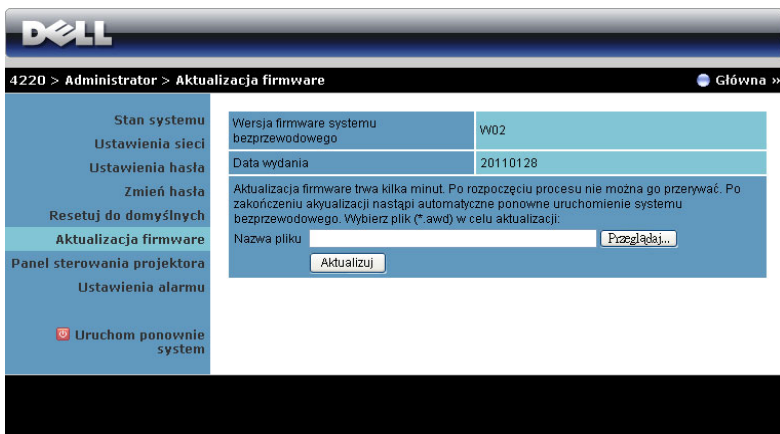 DELL
4220 > Administrator > Aktualizacja firmware
Główna »
Stan systemu
Ustawienia sieci
Ustawienia hasła
Zmień hasła
Resetuj do domyślnych
Aktualizacja firmware
Panel sterowania projektora
Ustawienia alarmu
Uruchom ponownie
system
Wersja firmware systemu
bezprzewodowego
W02
Data wydania
20110128
Aktualizacja firmware trwa kilka minut. Po rozpoczęciu procesu nie można go przerywać. Po
zakończeniu akyualizacji nastąpi automatyczne ponowne uruchomienie systemu
bezprzewodowego. Wybierz plik (*.awd) w celu aktualizacji:
Nazwa pliku
Przeglądaj...
Aktualizuj